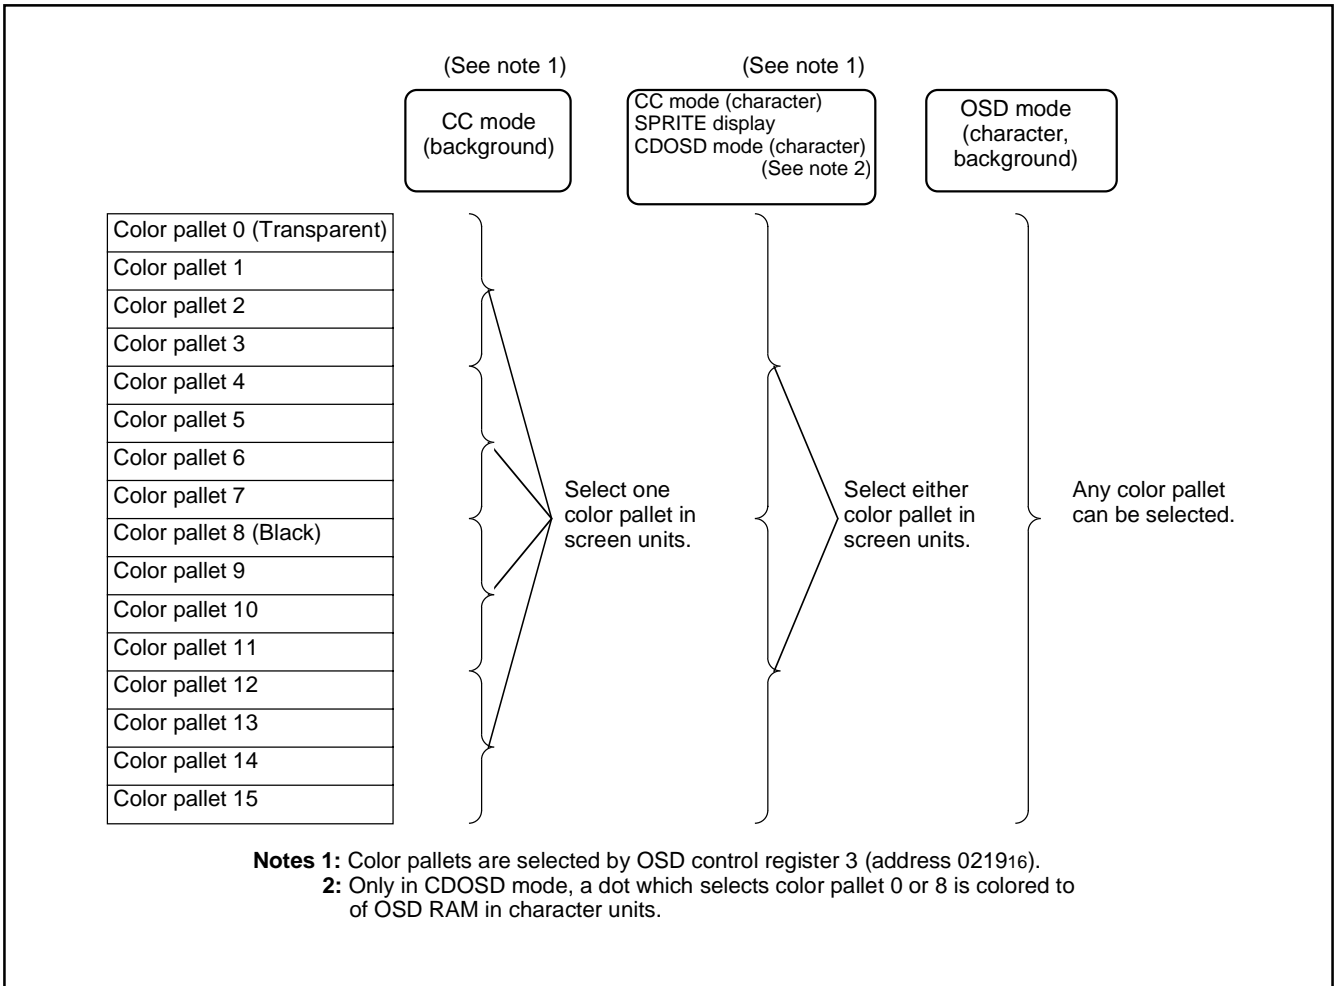 (See note 1)
(See note 1)
CC mode
(background)
CC mode (character)
SPRITE display
CDOSD mode (character)
(See note 2)
OSD mode
(character,
background)
Color pallet 0 (Transparent)
Color pallet 1
Color pallet 2
Color pallet 3
Color pallet 4
Color pallet 5
Color pallet 6
Color pallet 7
Color pallet 8 (Black)
Color pallet 9
Color pallet 10
Color pallet 11
Color pallet 12
Color pallet 13
Color pallet 14
Color pallet 15
Select one
color pallet in
screen units.
Select either
color pallet in
screen units.
Any color pallet
can be selected.
Notes 1: Color pallets are selected by OSD control register 3 (address 021916).
2: Only in CDOSD mode, a dot which selects color pallet 0 or 8 is colored to
of OSD RAM in character units.